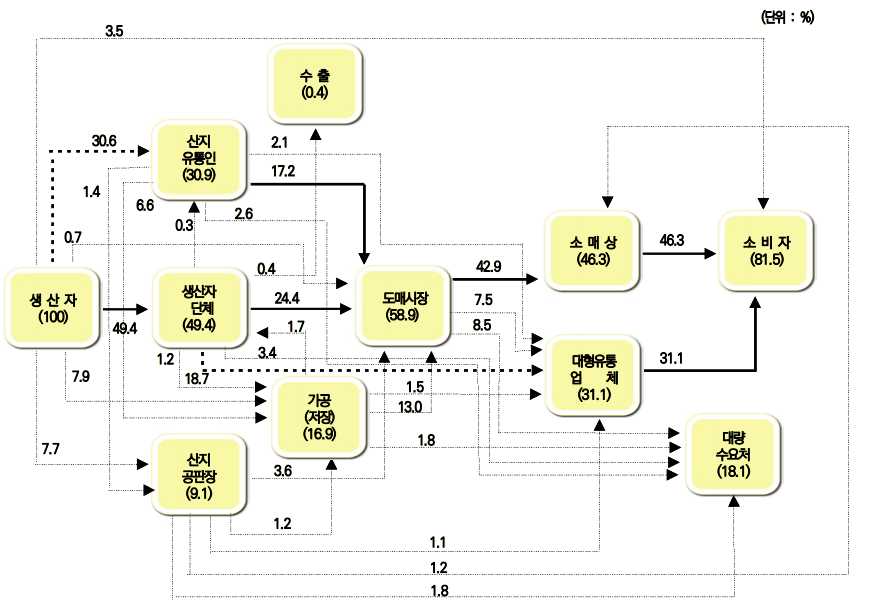 (단위 : %)
3.5
수 출
(0.4)
30.6
산지
유통인
(30.9)
2.1
17.2
1.4
6.6
0.3
2.6
0.7
0.4
소 매 상
(46.3)
46.3
소 비 자
(81.5)
생 산 자
(100)
49.4
생산자
단체
(49.4)
24.4
도매시장
(58.9)
42.9
7.5
8.5
1.7
1.2
3.4
18.7
7.9
가공
(저장)
(16.9)
1.5
13.0
대형유통
업 체
(31.1)
31.1
7.7
산지
공판장
(9.1)
3.6
1.8
대량
수요처
(18.1)
1.2
1.1
1.2
1.8